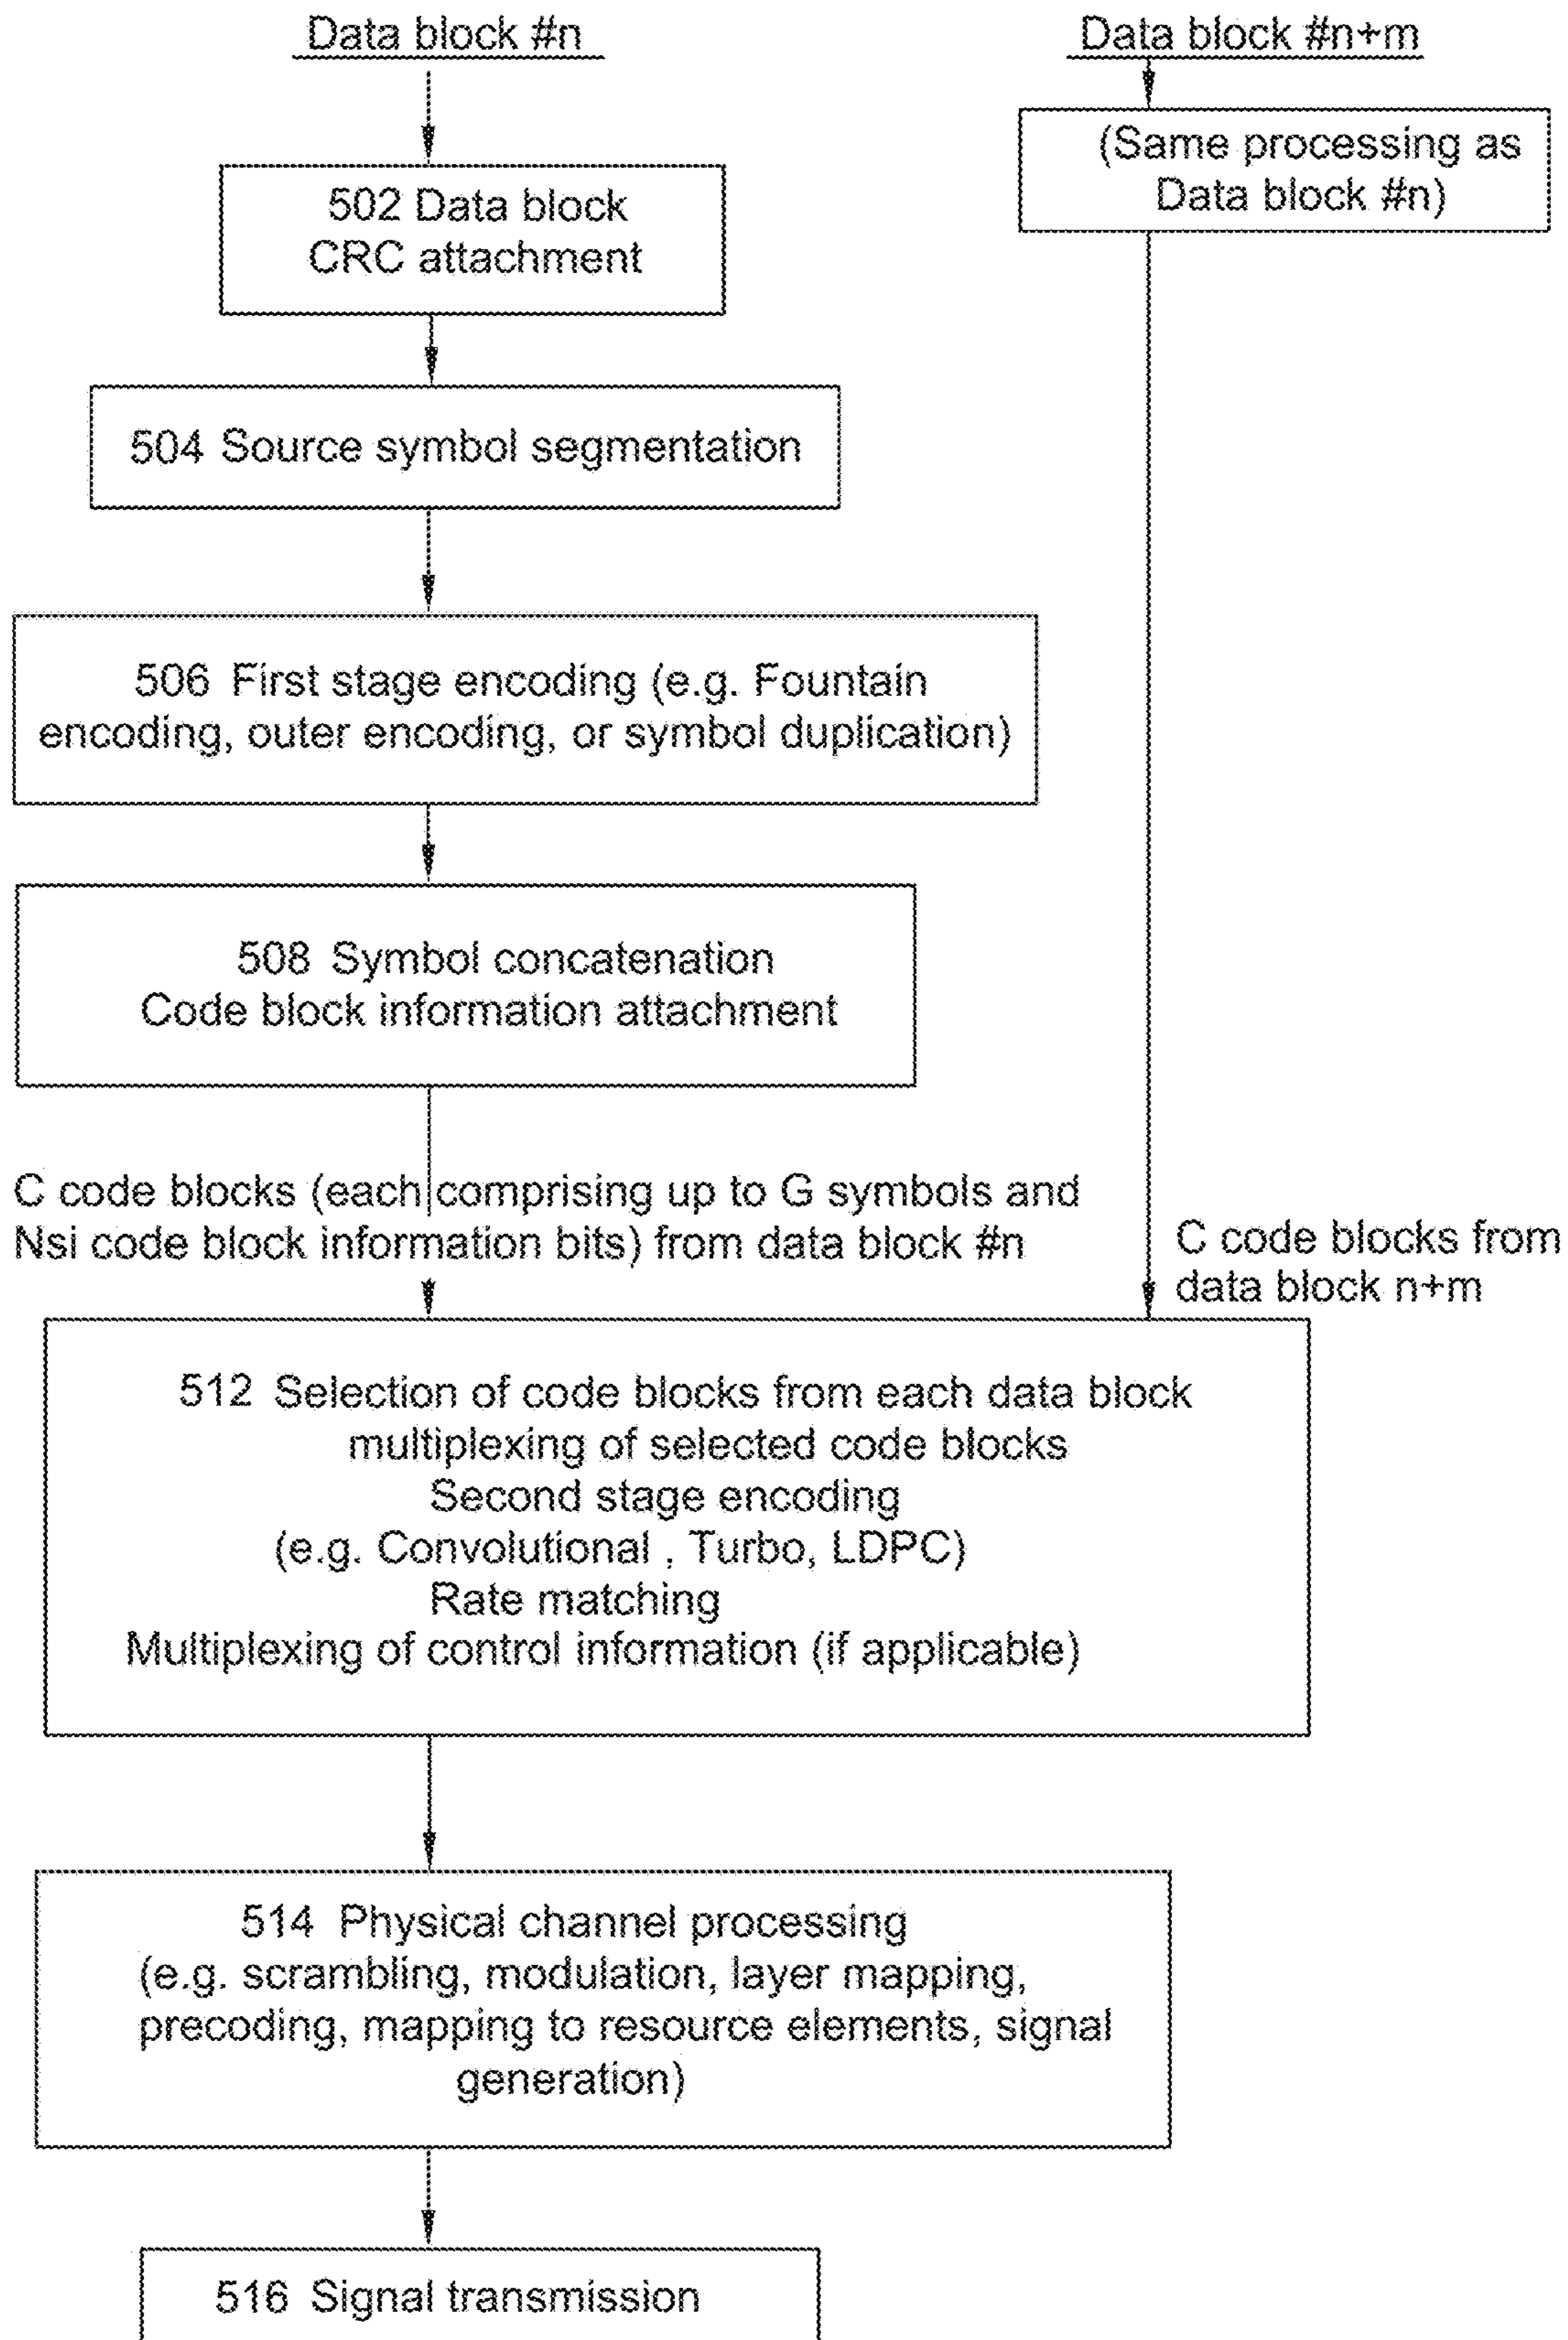 Data block #n
Data block #n+m
(Same processing as
Data block #n)
502 Data block
CRC attachment
504 Source symbol segmentation
506 First stage encoding (e.g. Fountain
encoding, outer encoding, or symbol duplication)
508 Symbol concatenation
Code block information attachment
C code blocks (each comprising up to G symbols and
Nsi code block information bits) from data block #n
C code blocks from
data block n+m
512 Selection of code blocks from each data block
multiplexing of selected code blocks
Second stage encoding
(e.g. Convolutional , Turbo, LDPC)
Rate matching
Multiplexing of control information (if applicable)
514 Physical channel processing
(e.g. scrambling, modulation, layer mapping,
precoding, mapping to resource elements, signal
generation)
516 Signal transmission